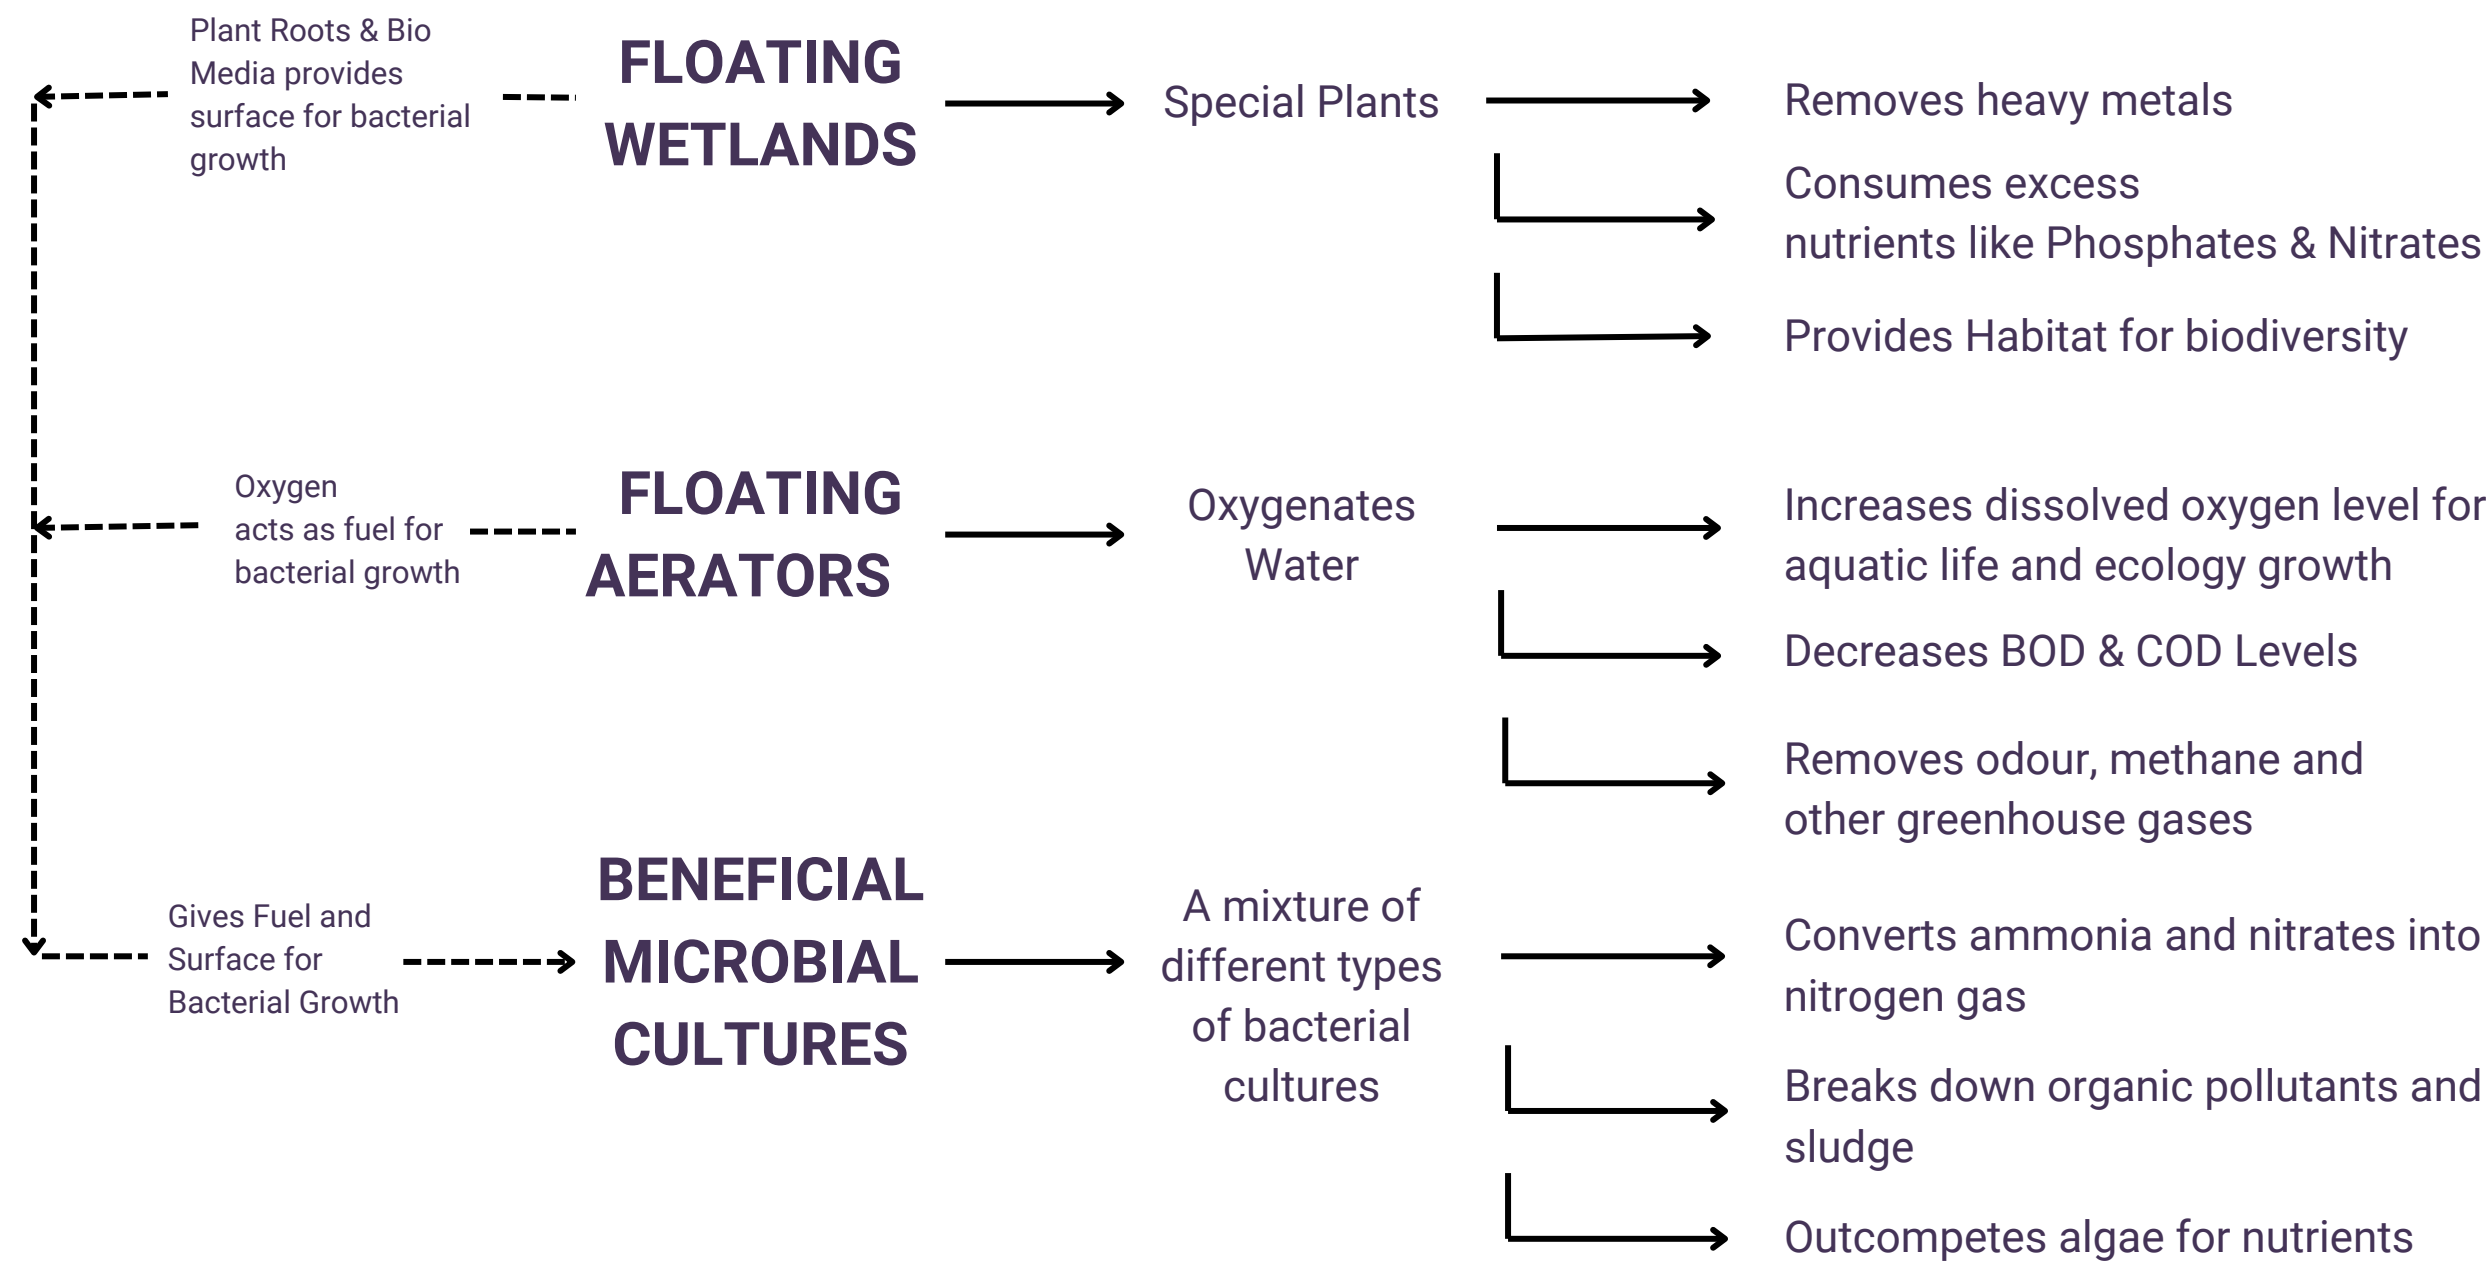 Plant Roots & Bio
Media provides
surface for bacterial
growth
FLOATING
WETLANDS
Special Plants
Removes heavy metals
Consumes excess
nutrients like Phosphates & Nitrates
Provides Habitat for biodiversity
Oxygen
acts as fuel for
bacterial growth
FLOATING
AERATORS
Oxygenates
Water
Increases dissolved oxygen level for
aquatic life and ecology growth
Decreases BOD & COD Levels
Removes odour, methane and
other greenhouse gases
Gives Fuel and
Surface for
Bacterial Growth
BENEFICIAL
MICROBIAL
CULTURES
A mixture of
different types
of bacterial
cultures
Converts ammonia and nitrates into
nitrogen gas
Breaks down organic pollutants and
sludge
Outcompetes algae for nutrients